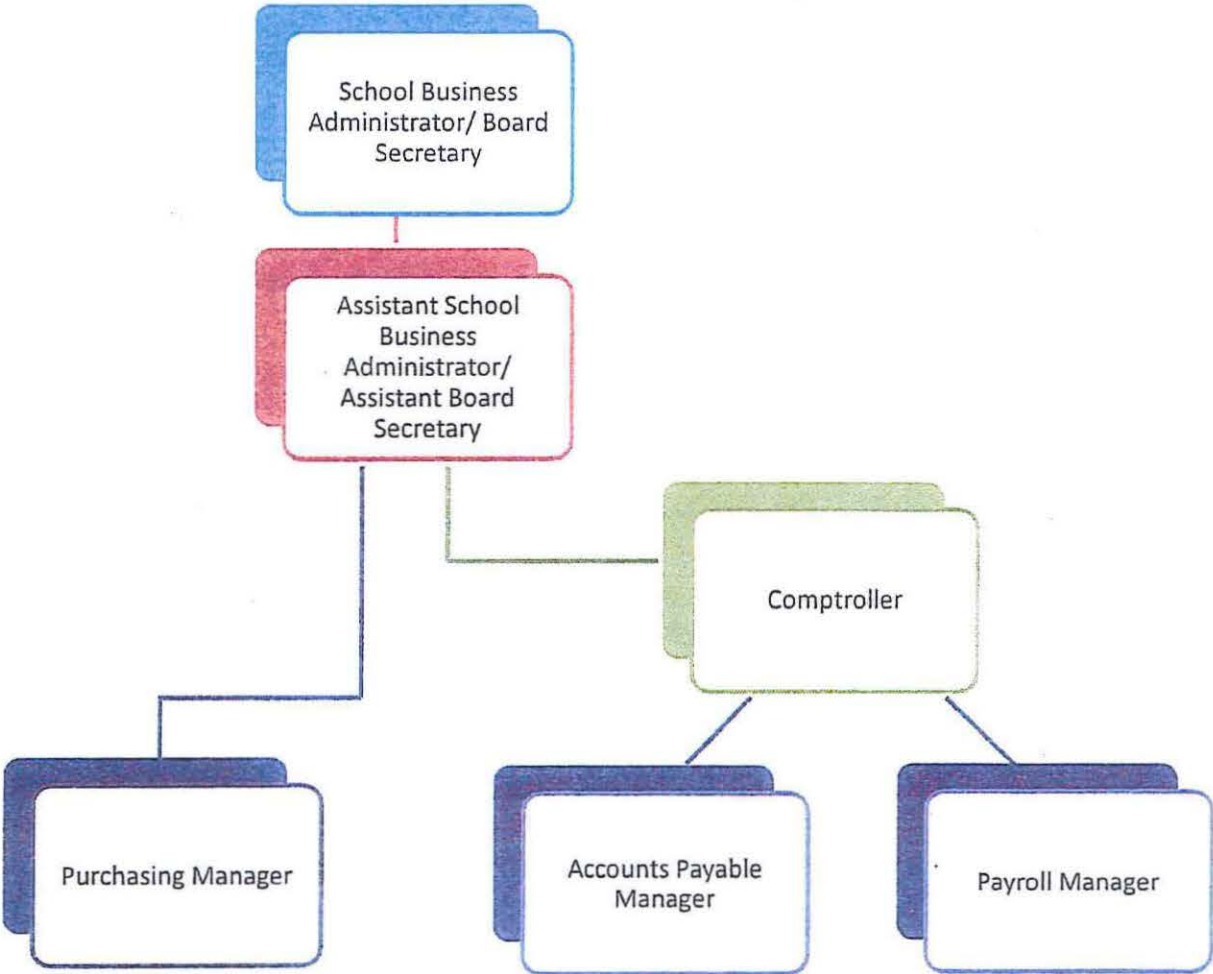 School Business
Administrator/ Board
Secretary
Assistant School
Business
Administrator/
Assistant Board
Secretary
Comptroller
Purchasing Manager
Accounts Payable
Manager
Payroll Manager